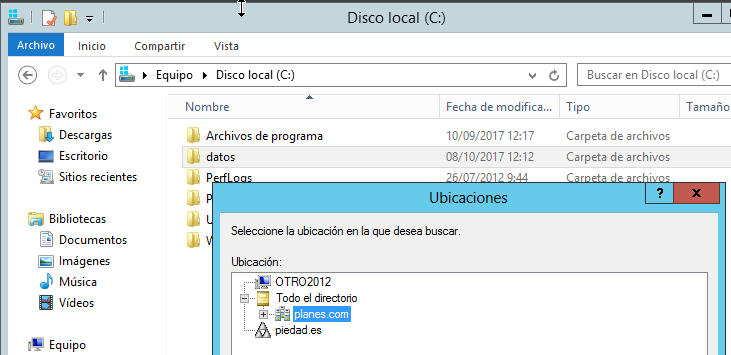 Disco local (C:)
Archivo Inicio Compartir Vista
Equipo Disco local (C:) Buscar en Disco local (C:)
Nombre Fecha de modifica... Tipo Tamaño
Favoritos
Descargas
Escritorio
Sitios recientes
Bibliotecas
Documentos
Imágenes
Música
Vídeos
Equipo
Archivos de programa 10/09/2017 12:17 Carpeta de archivos
datos 08/10/2017 12:12 Carpeta de archivos
PerfLogs 26/07/2012 9:44 Carpeta de archivos
P
U
W
Ubicaciones ? x
Seleccione la ubicación en la que desea buscar.
Ubicación:
OTRO2012
Todo el directorio
planes.com
piedad.es